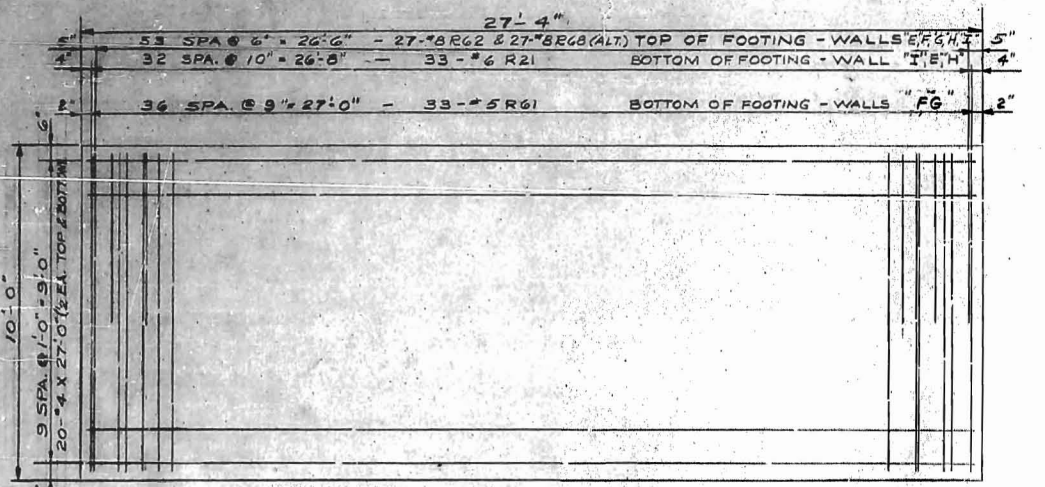 27'-4"
5" 53 SPA @ 6" = 26'-6" - 27-#8 R62 & 27-#8 R68 (ALT.) TOP OF FOOTING - WALLS "E,F,G,H,I" 5"
4" 32 SPA. @ 10" = 26'-8" - 33-#6 R21 BOTTOM OF FOOTING - WALL "I","E","H" 4"
2" 36 SPA. @ 9" = 27'-0" - 33-#5 R61 BOTTOM OF FOOTING - WALLS "F,G" 2"
6"
10'-0"
9 SPA. @ 1'-0" = 9'-0"
20-#4 X 27'-0" (½ EA. TOP & BOTTOM)